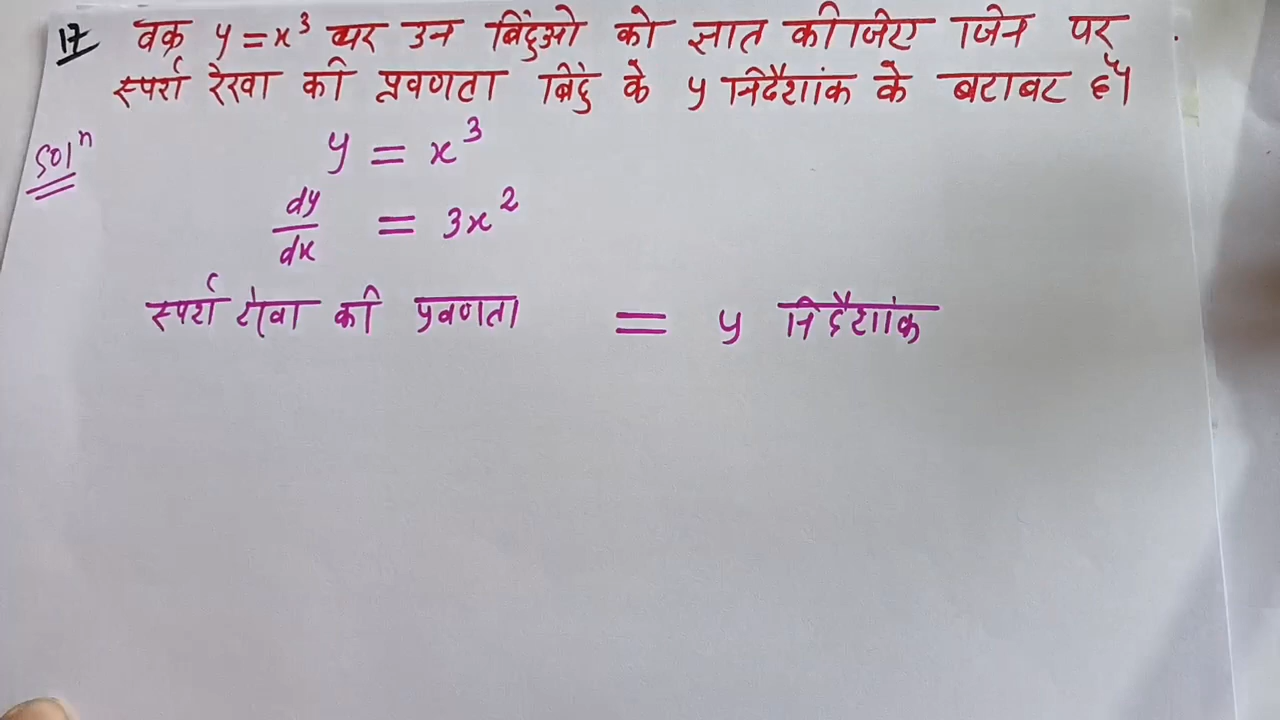 17 वक्र y = x³ पर उन बिंदुओ को ज्ञात कीजिए जिन पर
स्पर्श रेखा की प्रवणता बिंदु के y निर्देशांक के बराबर है।
Solⁿ
y = x³
dy/dx = 3x²
स्पर्श रेखा की प्रवणता = y निर्देशांक